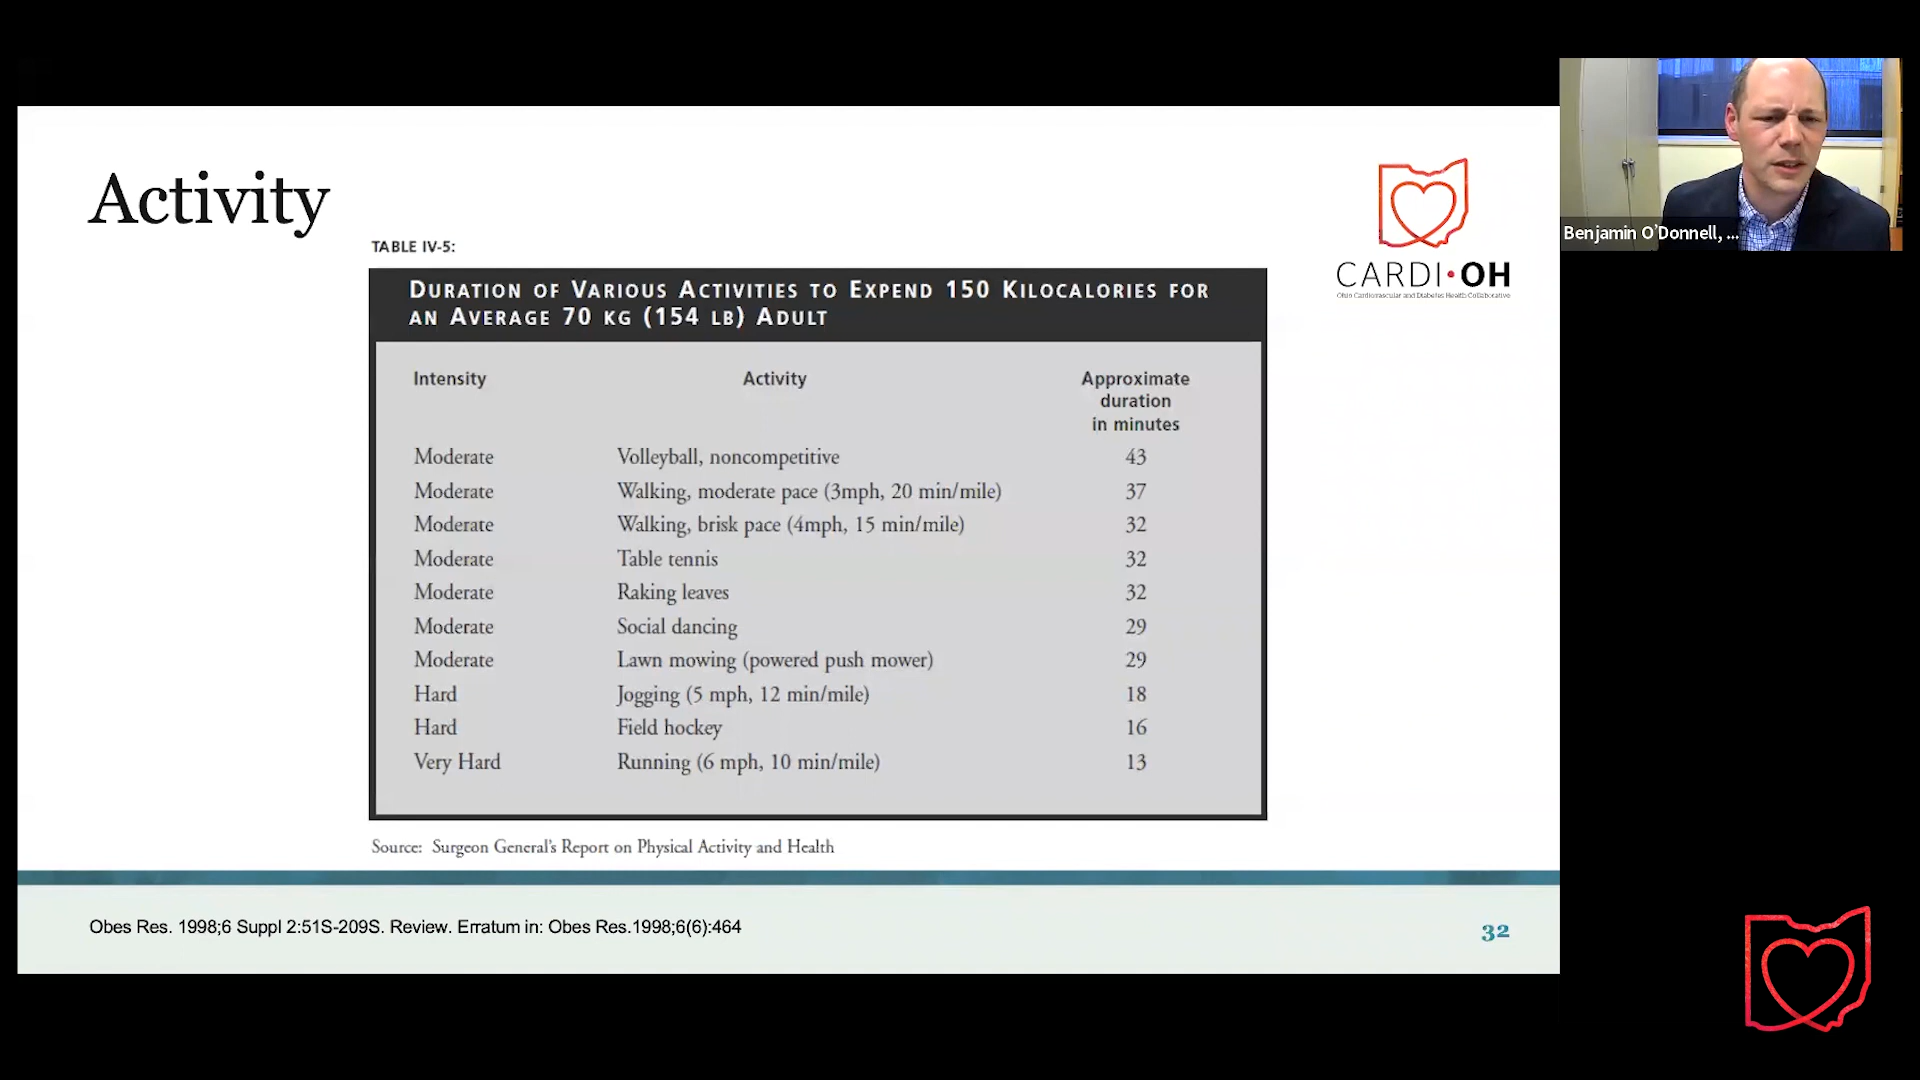 Activity
TABLE IV-5:
DURATION OF VARIOUS ACTIVITIES TO EXPEND 150 KILOCALORIES FOR
AN AVERAGE 70 KG (154 LB) ADULT
Intensity Activity Approximate
duration
in minutes
Moderate Volleyball, noncompetitive 43
Moderate Walking, moderate pace (3mph, 20 min/mile) 37
Moderate Walking, brisk pace (4mph, 15 min/mile) 32
Moderate Table tennis 32
Moderate Raking leaves 32
Moderate Social dancing 29
Moderate Lawn mowing (powered push mower) 29
Hard Jogging (5 mph, 12 min/mile) 18
Hard Field hockey 16
Very Hard Running (6 mph, 10 min/mile) 13
Source: Surgeon General's Report on Physical Activity and Health
Obes Res. 1998;6 Suppl 2:51S-209S. Review. Erratum in: Obes Res.1998;6(6):464
32
CARDI•OH
Ohio Cardiovascular and Diabetes Health Collaborative
Benjamin O'Donnell, ...